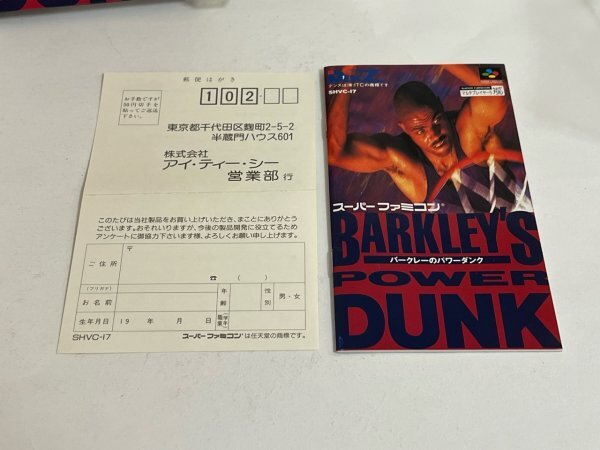 郵便はがき
お手数ですが
50円切手を
貼ってご返送
下さい。
102-
東京都千代田区麹町2-5-2
半蔵門ハウス601
株式会社
アイ・ティー・シー
営業部 行
このたびは当社製品をお買い上げいただき、まことにありがとう
ございます。おそれいりますが、今後の製品開発に役立てるため
アンケートに御協力下さいます様、よろしくお願い申し上げます。
ご住所
〒
☎ ( )
(フリガナ)
お名前
年齢
性別
男・女
生年月日
19 年 月 日
SHVC-I7
スーパーファミコンは任天堂の商標です。
SHVC-I7
スーパーファミコン
BARKLEY'S
バークレーのパワーダンク
POWER
DUNK